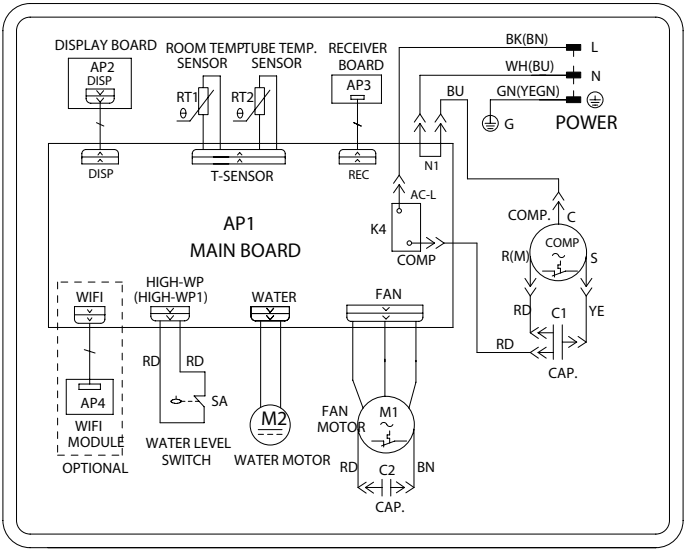 DISPLAY BOARD
ROOM TEMP.
SENSOR
TUBE TEMP.
SENSOR
RECEIVER
BOARD
BK(BN)
L
WH(BU)
N
GN(YEGN)
G
POWER
AP2
DISP
RT1
θ
RT2
θ
AP3
BU
DISP
T-SENSOR
REC
N1
AC-L
K4
COMP
AP1
MAIN BOARD
COMP.
C
COMP
R(M)
S
RD
C1
YE
RD
CAP.
WIFI
HIGH-WP
(HIGH-WP1)
WATER
FAN
RD
RD
SA
AP4
WIFI
MODULE
OPTIONAL
WATER LEVEL
SWITCH
M2
WATER MOTOR
FAN
MOTOR
M1
RD
C2
BN
CAP.